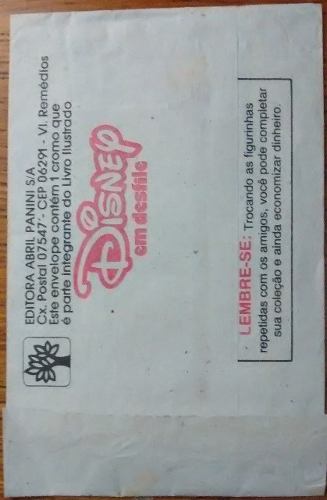 EDITORA ABRIL PANINI S/A
Cx. Postal 07547 - CEP 06291 - Vl. Remédios
Este envelope contém 1 cromo que
é parte integrante do Livro Ilustrado
DISNEY
em desfile
LEMBRE-SE: Trocando as figurinhas
repetidas com os amigos, você pode completar
sua coleção e ainda economizar dinheiro.